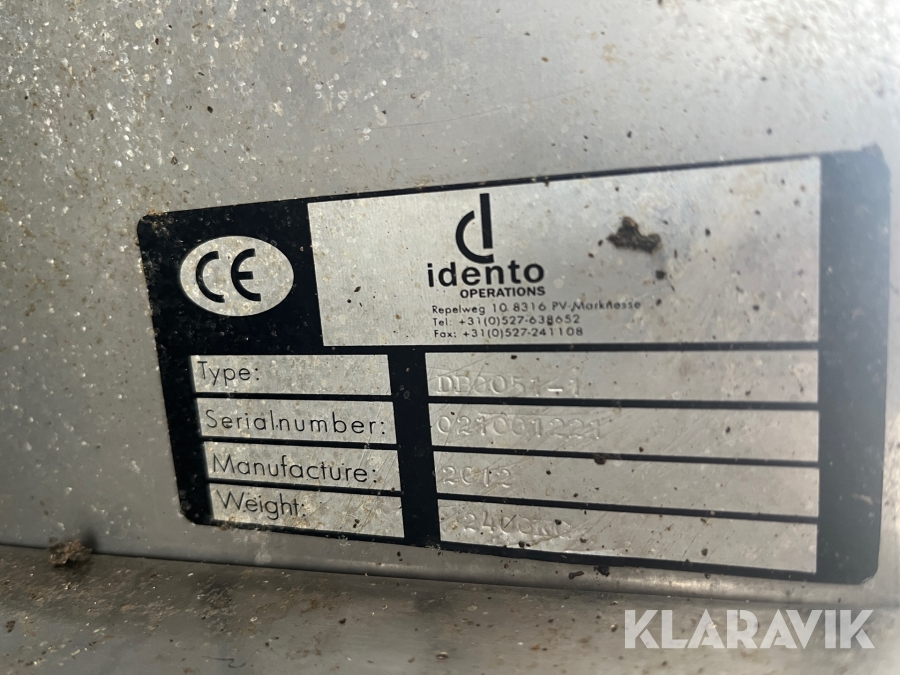 CE
d
idento
OPERATIONS
Repelweg 10 8316 PV-Marknesse
Tel: +31(0)527-638652
Fax: +31(0)527-241108
Type:
Serialnumber:
Manufacture: 2012
Weight:
KLARAVIK